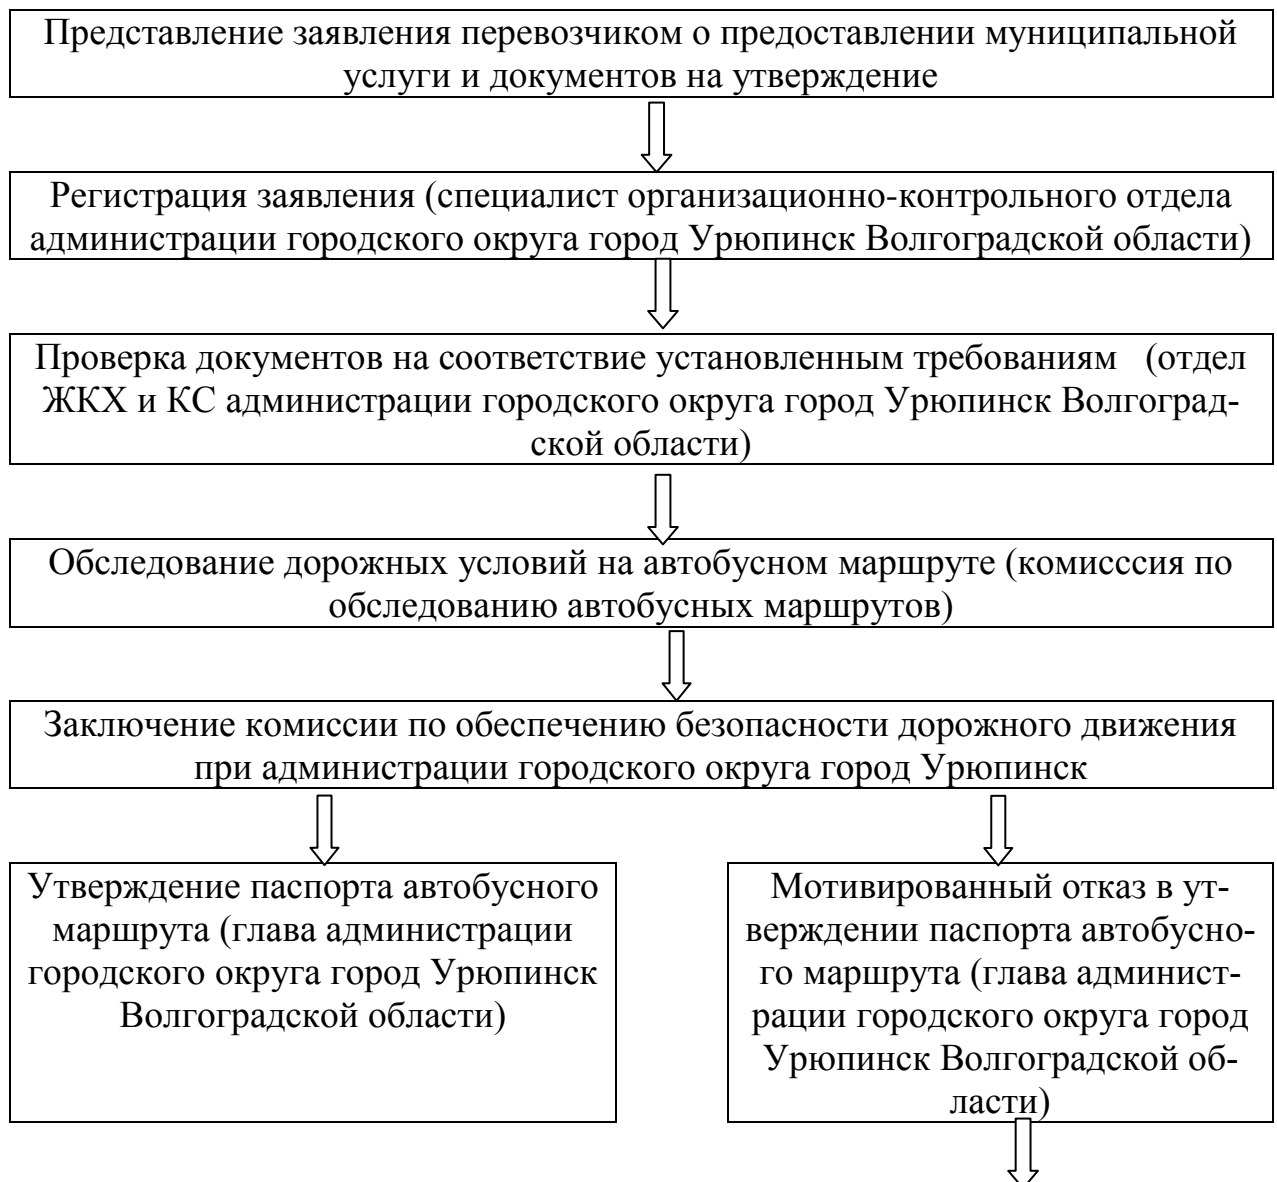 Представление заявления перевозчиком о предоставлении муниципальной
услуги и документов на утверждение
Регистрация заявления (специалист организационно-контрольного отдела
администрации городского округа город Урюпинск Волгоградской области)
Проверка документов на соответствие установленным требованиям (отдел
ЖКХ и КС администрации городского округа город Урюпинск Волгоград-
ской области)
Обследование дорожных условий на автобусном маршруте (комисссия по
обследованию автобусных маршрутов)
Заключение комиссии по обеспечению безопасности дорожного движения
при администрации городского округа город Урюпинск
Утверждение паспорта автобусного
маршрута (глава администрации
городского округа город Урюпинск
Волгоградской области)
Мотивированный отказ в ут-
верждении паспорта автобусно-
го маршрута (глава админист-
рации городского округа город
Урюпинск Волгоградской об-
ласти)